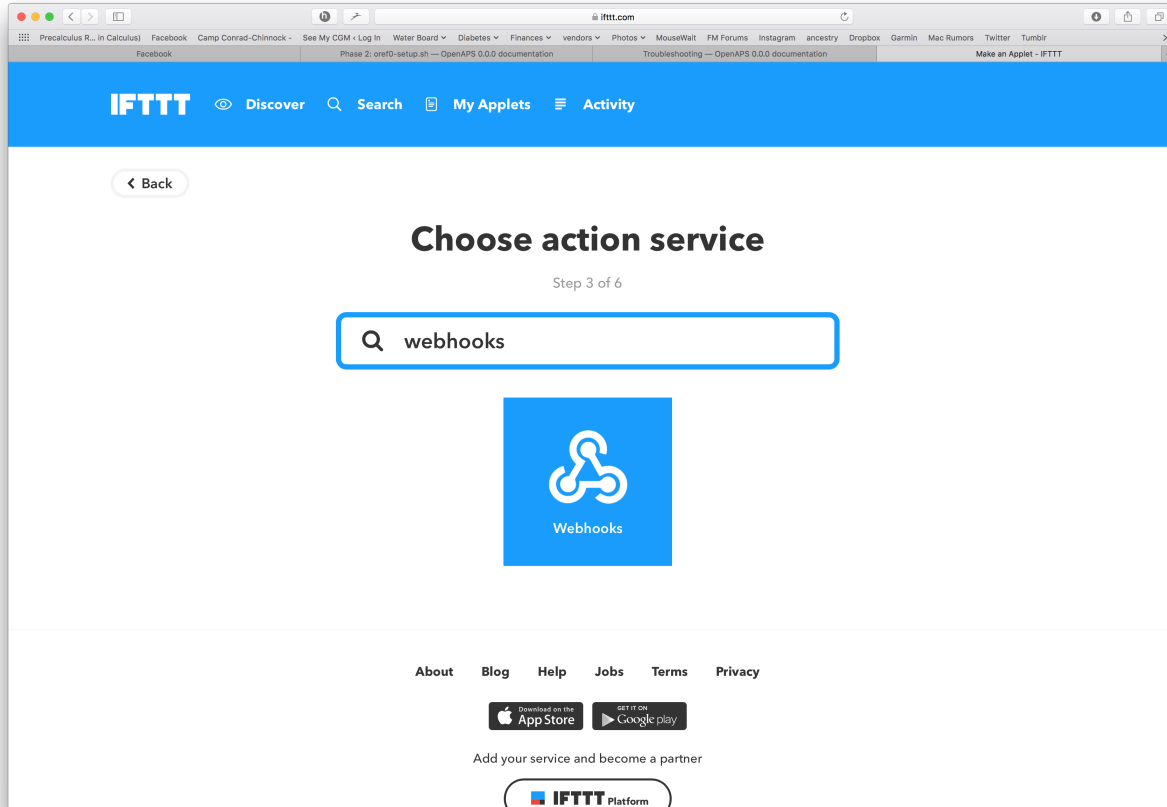 ifttt.com
Precalculus R... in Calculus) Facebook Camp Conrad-Chinnock - See My CGM ‹ Log In Water Board Diabetes Finances vendors Photos MouseWait FM Forums Instagram ancestry Dropbox Garmin Mac Rumors Twitter Tumblr
Facebook Phase 2: oref0-setup.sh — OpenAPS 0.0.0 documentation Troubleshooting — OpenAPS 0.0.0 documentation Make an Applet - IFTTT
IFTTT Discover Search My Applets Activity
Back
Choose action service
Step 3 of 6
webhooks
Webhooks
About Blog Help Jobs Terms Privacy
Download on the App Store GET IT ON Google play
Add your service and become a partner
IFTTT Platform